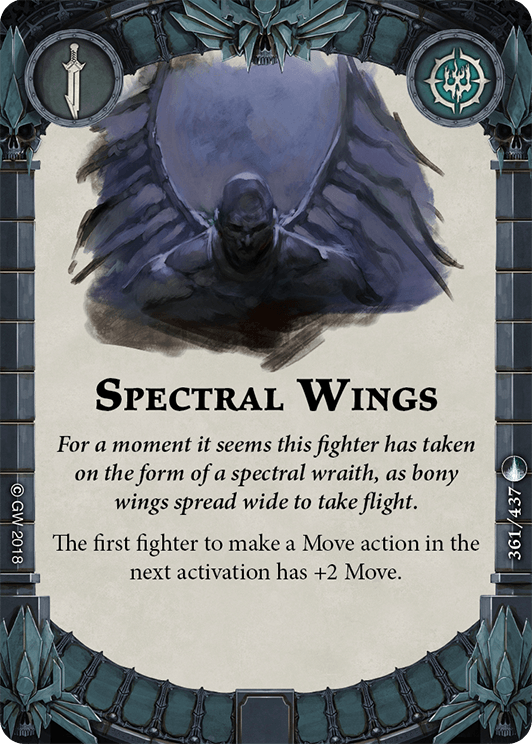 Spectral Wings
For a moment it seems this fighter has taken
on the form of a spectral wraith, as bony
wings spread wide to take flight.
The first fighter to make a Move action in the
next activation has +2 Move.
© GW 2018
361/437